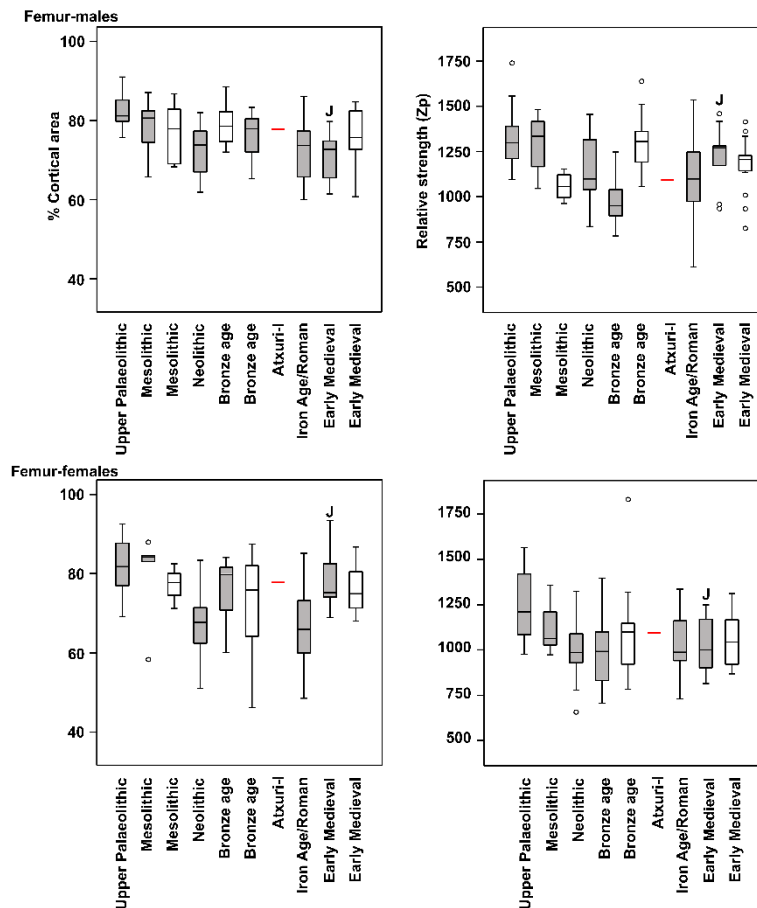 Femur-males
100
80
60
40
% Cortical area
J
Upper Palaeolithic
Mesolithic
Mesolithic
Neolithic
Bronze age
Bronze age
Atxuri-I
Iron Age/Roman
Early Medieval
Early Medieval
1750
1500
1250
1000
750
500
Relative strength (Zp)
J
Upper Palaeolithic
Mesolithic
Mesolithic
Neolithic
Bronze age
Bronze age
Atxuri-I
Iron Age/Roman
Early Medieval
Early Medieval
Femur-females
100
80
60
40
J
Upper Palaeolithic
Mesolithic
Mesolithic
Neolithic
Bronze age
Bronze age
Atxuri-I
Iron Age/Roman
Early Medieval
Early Medieval
1750
1500
1250
1000
750
500
J
Upper Palaeolithic
Mesolithic
Neolithic
Bronze age
Bronze age
Atxuri-I
Iron Age/Roman
Early Medieval
Early Medieval